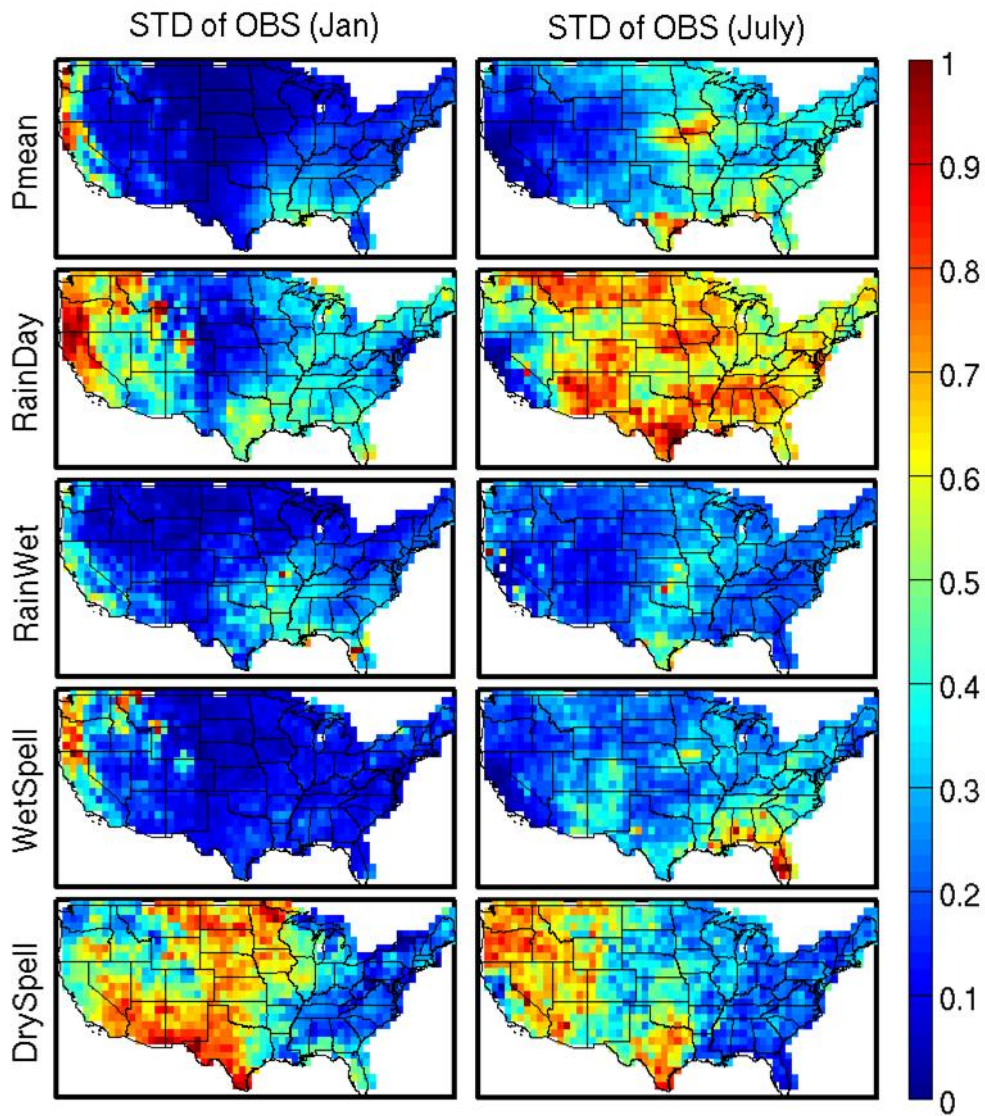 STD of OBS (Jan)
STD of OBS (July)
Pmean
RainDay
RainWet
WetSpell
DrySpell
1
0.9
0.8
0.7
0.6
0.5
0.4
0.3
0.2
0.1
0